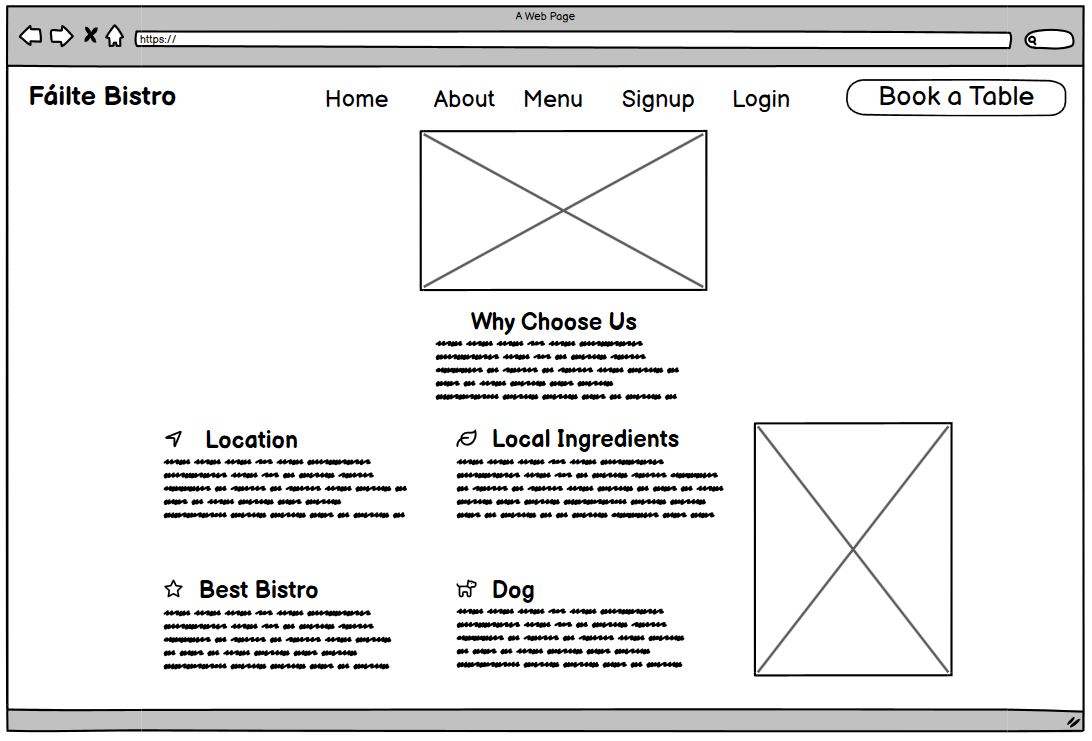 A Web Page
https://
Fáilte Bistro
Home About Menu Signup Login
Book a Table
Why Choose Us
Location
Local Ingredients
Best Bistro
Dog